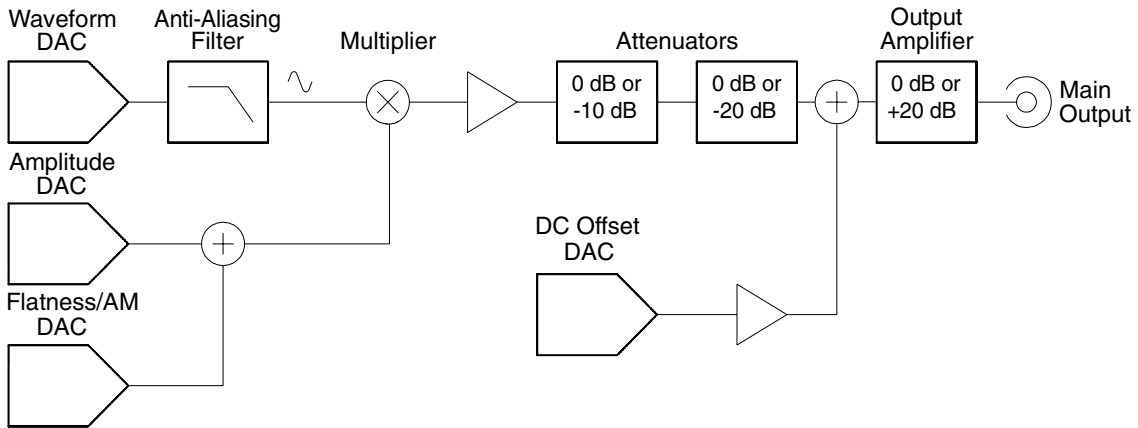 Waveform
DAC
Anti-Aliasing
Filter
Multiplier
Attenuators
Output
Amplifier
0 dB or
-10 dB
0 dB or
-20 dB
0 dB or
+20 dB
Main
Output
Amplitude
DAC
DC Offset
DAC
Flatness/AM
DAC